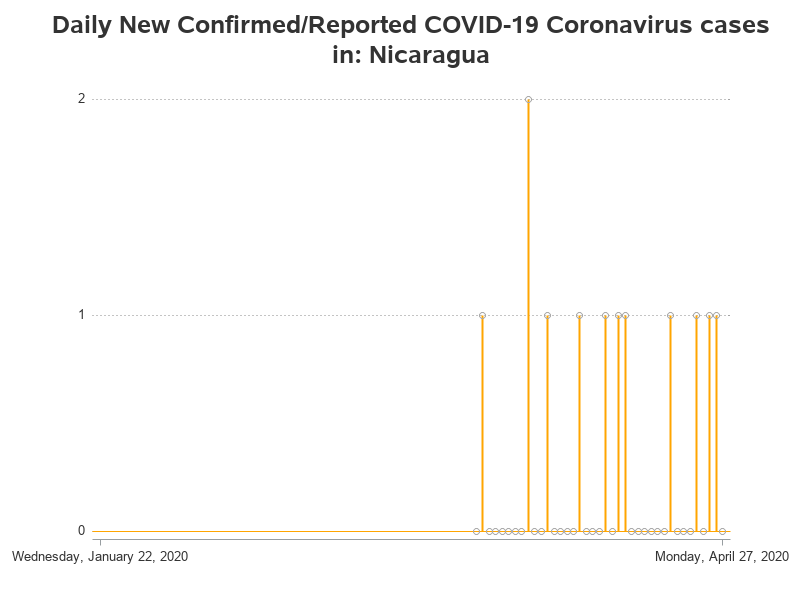 Daily New Confirmed/Reported COVID-19 Coronavirus cases
in: Nicaragua
2
1
0
Wednesday, January 22, 2020
Monday, April 27, 2020